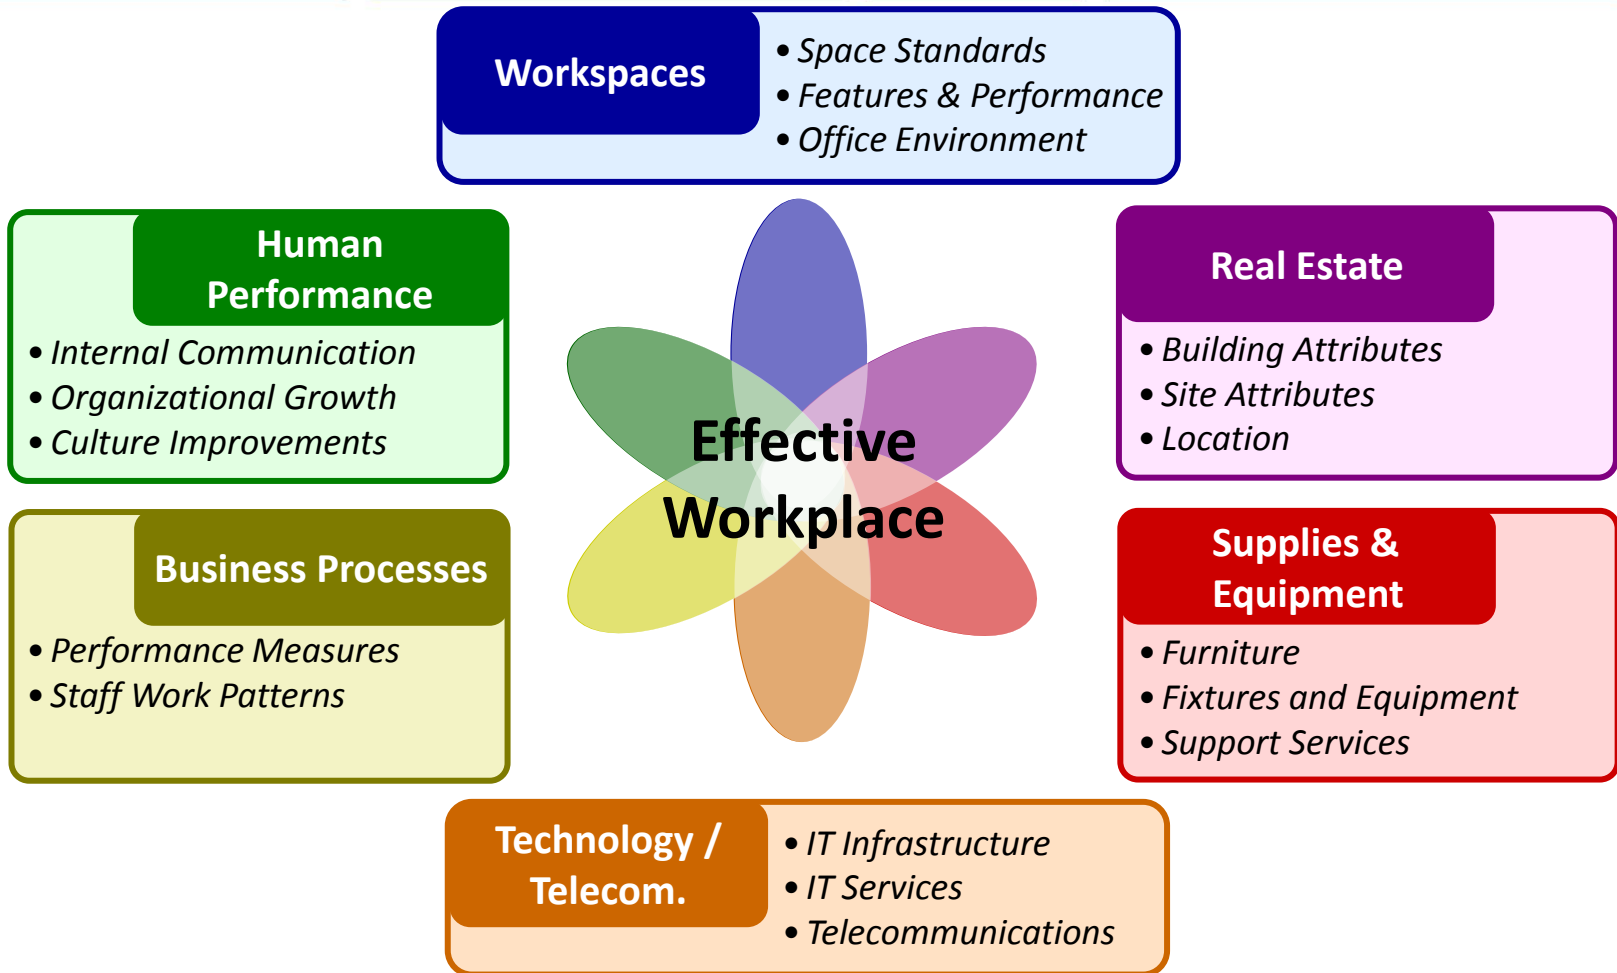 Workspaces
• Space Standards
• Features & Performance
• Office Environment
Human
Performance
• Internal Communication
• Organizational Growth
• Culture Improvements
Real Estate
• Building Attributes
• Site Attributes
• Location
Effective
Workplace
Business Processes
• Performance Measures
• Staff Work Patterns
Supplies &
Equipment
• Furniture
• Fixtures and Equipment
• Support Services
Technology /
Telecom.
• IT Infrastructure
• IT Services
• Telecommunications